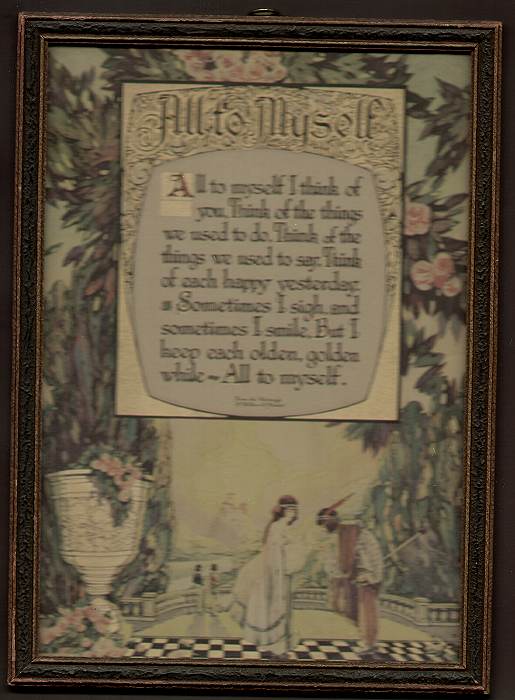 All to Myself
All to myself I think of
you, Think of the things
we used to do, Think of the
things we used to say, Think
of each happy yesterday.
Sometimes I sigh, and
sometimes I smile, But I
keep each olden, golden
while ~ All to myself.